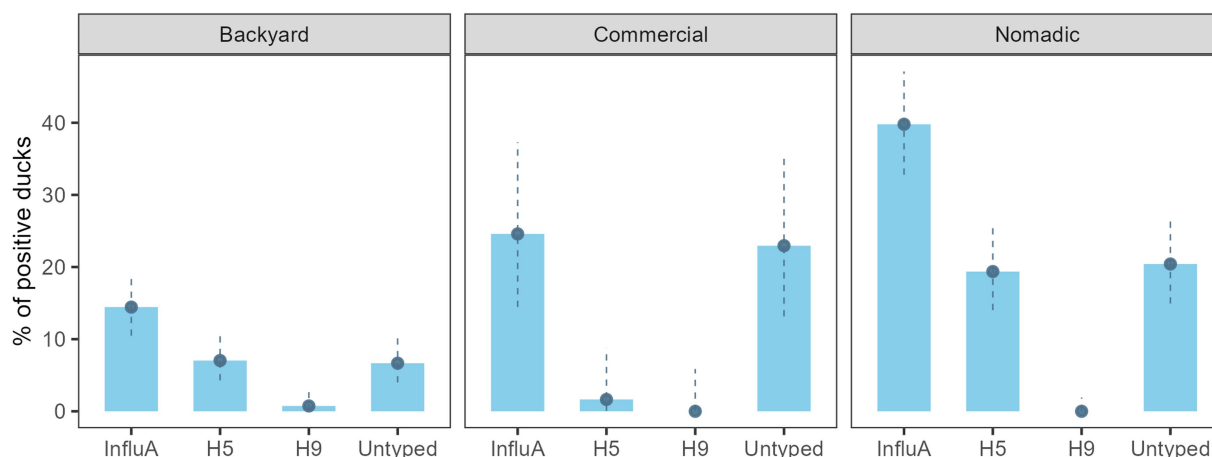 Backyard
Commercial
Nomadic
% of positive ducks
40
30
20
10
0
InfluA H5 H9 Untyped
InfluA H5 H9 Untyped
InfluA H5 H9 Untyped